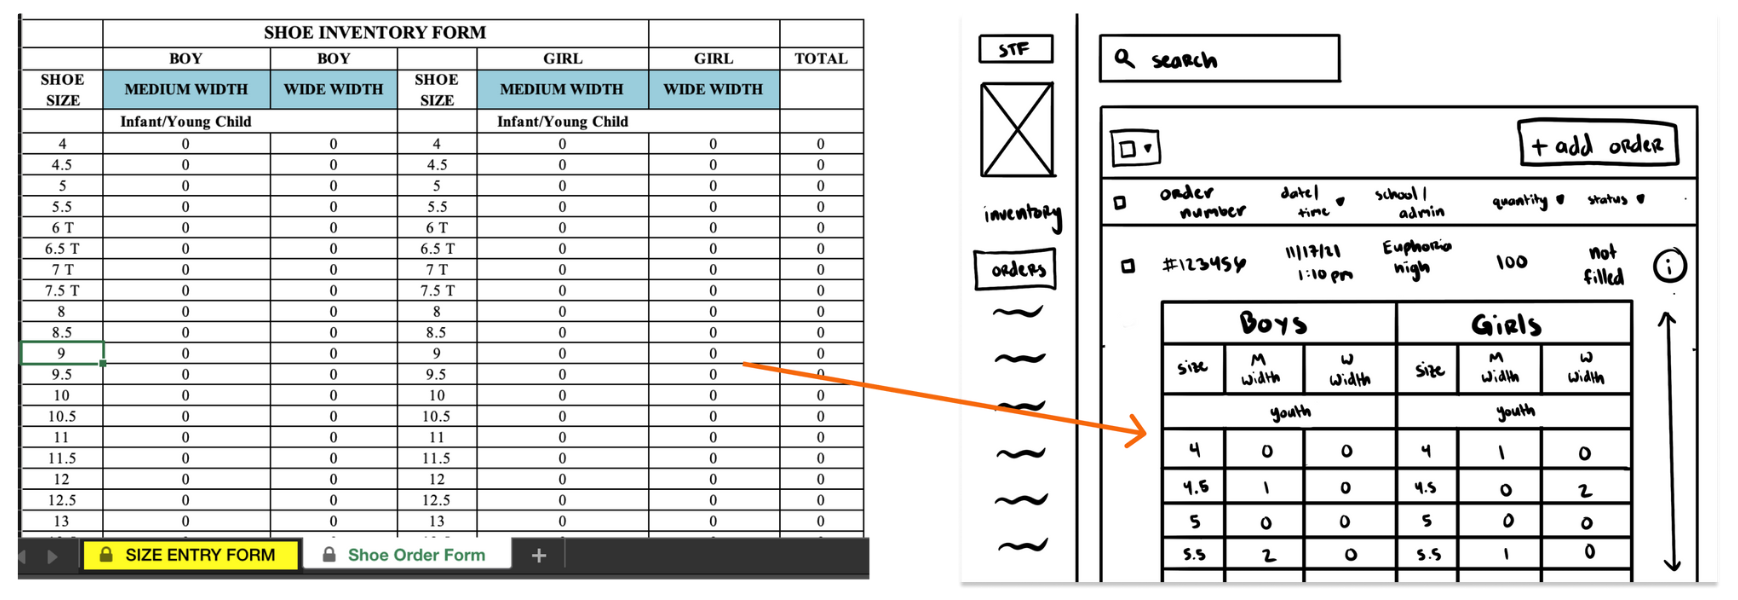 SHOE INVENTORY FORM
BOY BOY GIRL GIRL TOTAL
SHOE SIZE MEDIUM WIDTH WIDE WIDTH SHOE SIZE MEDIUM WIDTH WIDE WIDTH
Infant/Young Child Infant/Young Child
4 0 0 4 0 0 0
4.5 0 0 4.5 0 0 0
5 0 0 5 0 0 0
5.5 0 0 5.5 0 0 0
6 T 0 0 6 T 0 0 0
6.5 T 0 0 6.5 T 0 0 0
7 T 0 0 7 T 0 0 0
7.5 T 0 0 7.5 T 0 0 0
8 0 0 8 0 0 0
8.5 0 0 8.5 0 0 0
9 0 0 9 0 0 0
9.5 0 0 9.5 0 0 0
10 0 0 10 0 0 0
10.5 0 0 10.5 0 0 0
11 0 0 11 0 0 0
11.5 0 0 11.5 0 0 0
12 0 0 12 0 0 0
12.5 0 0 12.5 0 0 0
13 0 0 13 0 0 0
SIZE ENTRY FORM Shoe Order Form +
STF
inventory
orders
search
+ add order
order number date/ time school/ admin quantity status
#123456 11/17/21 1:10 pm Euphoria high 100 not filled i
Boys Girls
size M width W width size M width W width
youth youth
4 0 0 4 1 0
4.5 1 0 4.5 0 2
5 0 0 5 0 0
5.5 2 0 5.5 1 0